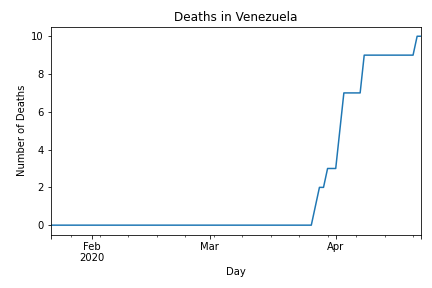 Deaths in Venezuela
Number of Deaths
10
8
6
4
2
0
Feb
2020
Mar
Apr
Day